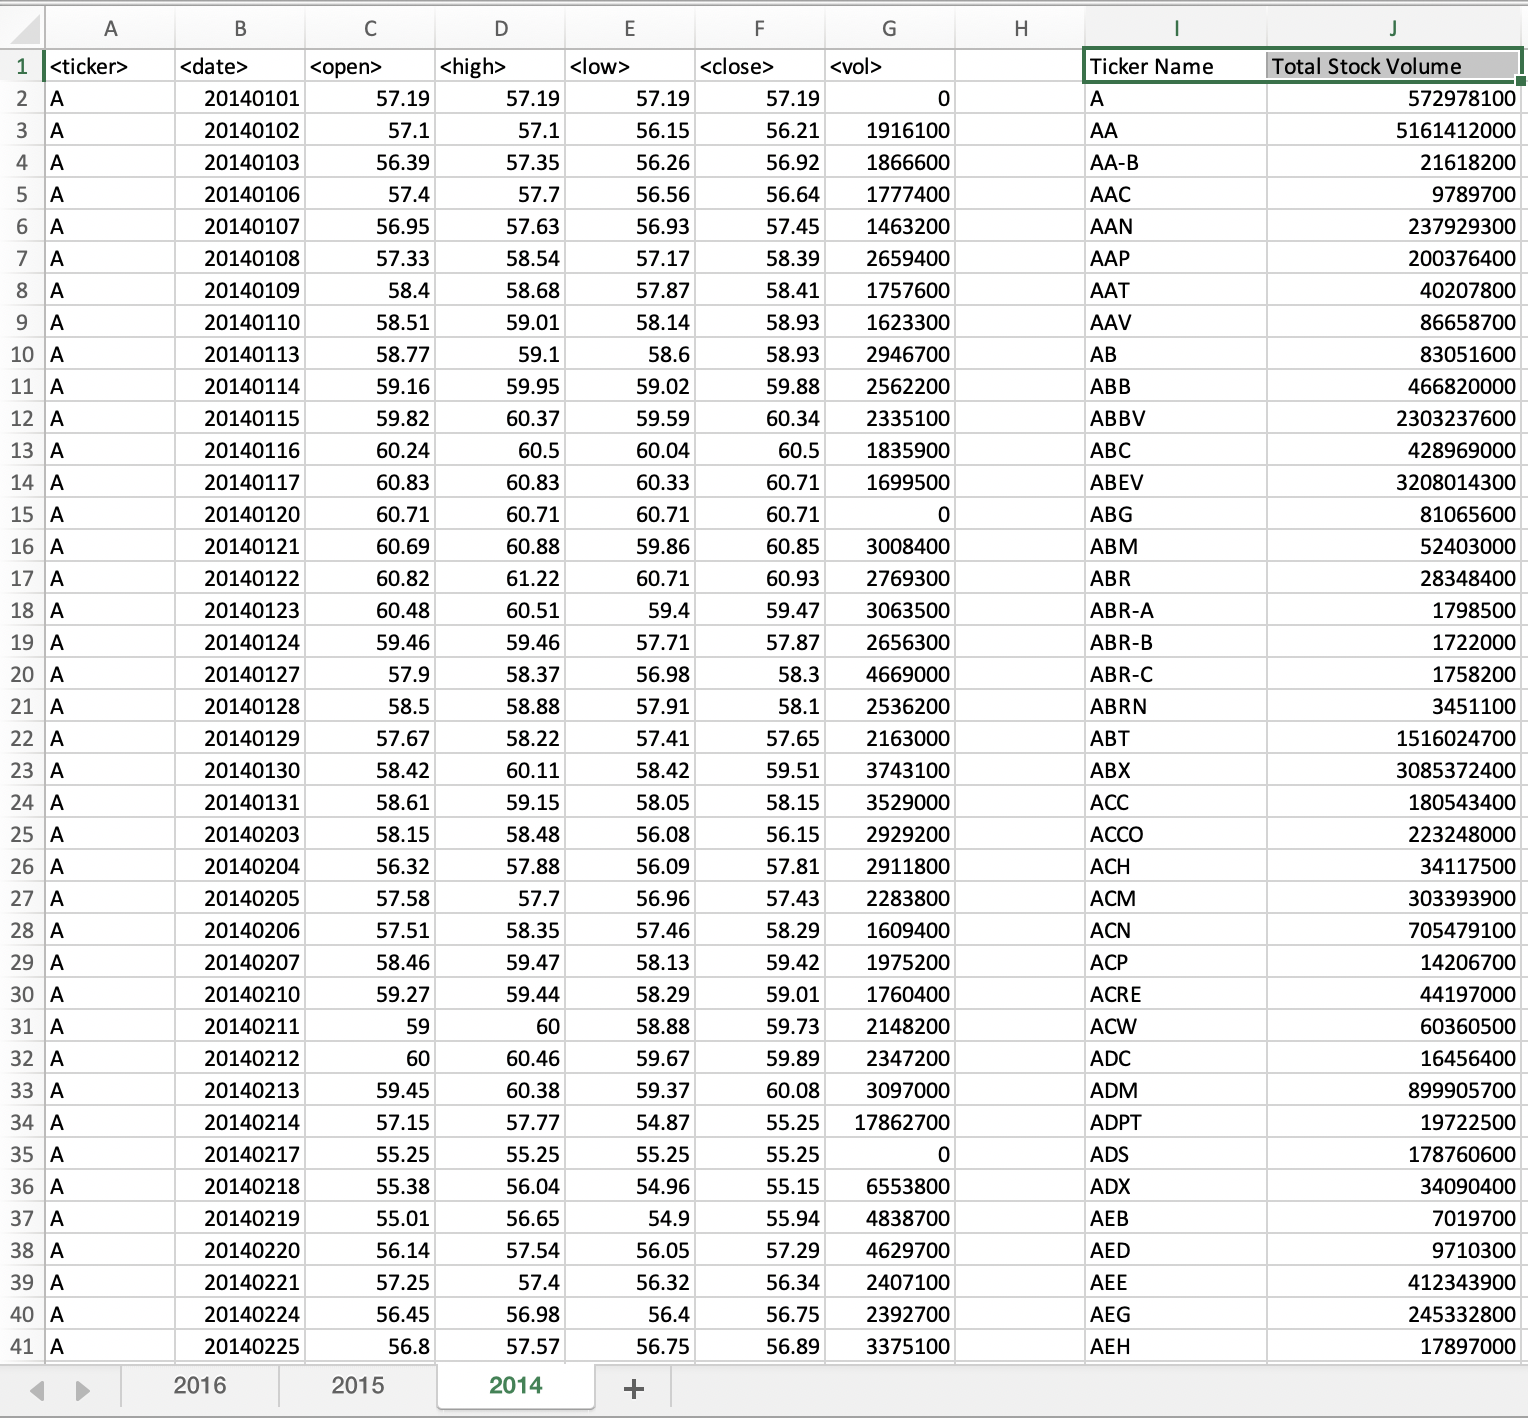 A B C D E F G H I J
1 <ticker> <date> <open> <high> <low> <close> <vol> Ticker Name Total Stock Volume
2 A 20140101 57.19 57.19 57.19 57.19 0 A 572978100
3 A 20140102 57.1 57.1 56.15 56.21 1916100 AA 5161412000
4 A 20140103 56.39 57.35 56.26 56.92 1866600 AA-B 21618200
5 A 20140106 57.4 57.7 56.56 56.64 1777400 AAC 9789700
6 A 20140107 56.95 57.63 56.93 57.45 1463200 AAN 237929300
7 A 20140108 57.33 58.54 57.17 58.39 2659400 AAP 200376400
8 A 20140109 58.4 58.68 57.87 58.41 1757600 AAT 40207800
9 A 20140110 58.51 59.01 58.14 58.93 1623300 AAV 86658700
10 A 20140113 58.77 59.1 58.6 58.93 2946700 AB 83051600
11 A 20140114 59.16 59.95 59.02 59.88 2562200 ABB 466820000
12 A 20140115 59.82 60.37 59.59 60.34 2335100 ABBV 2303237600
13 A 20140116 60.24 60.5 60.04 60.5 1835900 ABC 428969000
14 A 20140117 60.83 60.83 60.33 60.71 1699500 ABEV 3208014300
15 A 20140120 60.71 60.71 60.71 60.71 0 ABG 81065600
16 A 20140121 60.69 60.88 59.86 60.85 3008400 ABM 52403000
17 A 20140122 60.82 61.22 60.71 60.93 2769300 ABR 28348400
18 A 20140123 60.48 60.51 59.4 59.47 3063500 ABR-A 1798500
19 A 20140124 59.46 59.46 57.71 57.87 2656300 ABR-B 1722000
20 A 20140127 57.9 58.37 56.98 58.3 4669000 ABR-C 1758200
21 A 20140128 58.5 58.88 57.91 58.1 2536200 ABRN 3451100
22 A 20140129 57.67 58.22 57.41 57.65 2163000 ABT 1516024700
23 A 20140130 58.42 60.11 58.42 59.51 3743100 ABX 3085372400
24 A 20140131 58.61 59.15 58.05 58.15 3529000 ACC 180543400
25 A 20140203 58.15 58.48 56.08 56.15 2929200 ACCO 223248000
26 A 20140204 56.32 57.88 56.09 57.81 2911800 ACH 34117500
27 A 20140205 57.58 57.7 56.96 57.43 2283800 ACM 303393900
28 A 20140206 57.51 58.35 57.46 58.29 1609400 ACN 705479100
29 A 20140207 58.46 59.47 58.13 59.42 1975200 ACP 14206700
30 A 20140210 59.27 59.44 58.29 59.01 1760400 ACRE 44197000
31 A 20140211 59 60 58.88 59.73 2148200 ACW 60360500
32 A 20140212 60 60.46 59.67 59.89 2347200 ADC 16456400
33 A 20140213 59.45 60.38 59.37 60.08 3097000 ADM 899905700
34 A 20140214 57.15 57.77 54.87 55.25 17862700 ADPT 19722500
35 A 20140217 55.25 55.25 55.25 55.25 0 ADS 178760600
36 A 20140218 55.38 56.04 54.96 55.15 6553800 ADX 34090400
37 A 20140219 55.01 56.65 54.9 55.94 4838700 AEB 7019700
38 A 20140220 56.14 57.54 56.05 57.29 4629700 AED 9710300
39 A 20140221 57.25 57.4 56.32 56.34 2407100 AEE 412343900
40 A 20140224 56.45 56.98 56.4 56.75 2392700 AEG 245332800
41 A 20140225 56.8 57.57 56.75 56.89 3375100 AEH 17897000
2016 2015 2014 +